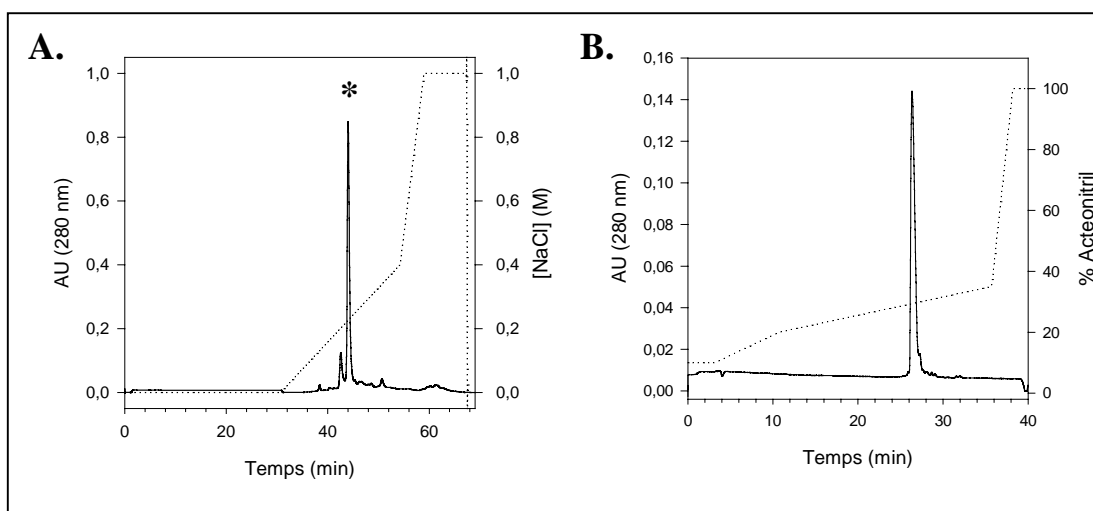 A.
*
1,0
0,8
0,6
0,4
0,2
0,0
AU (280 nm)
1,0
0,8
0,6
0,4
0,2
0,0
[NaCl] (M)
0 20 40 60
Temps (min)
B.
0,16
0,14
0,12
0,10
0,08
0,06
0,04
0,02
0,00
AU (280 nm)
100
80
60
40
20
0
% Acteonitril
0 10 20 30 40
Temps (min)